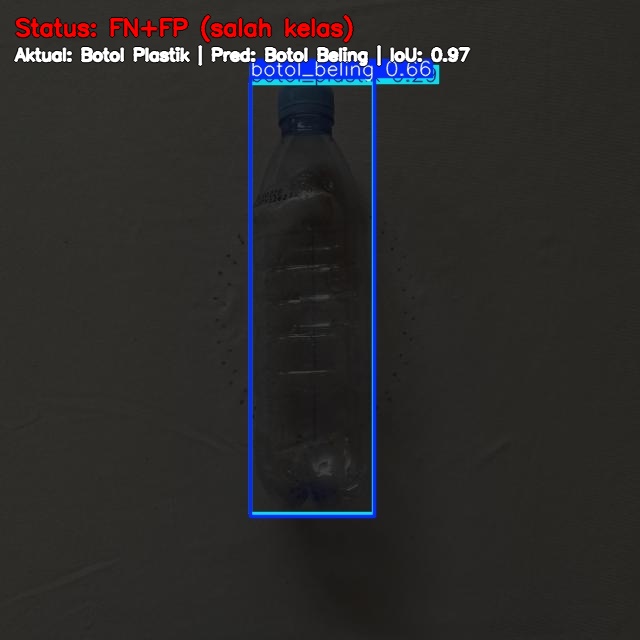 Status: FN+FP (salah kelas)
Aktual: Botol Plastik | Pred: Botol Beling | IoU: 0.97
botol_beling 0.66